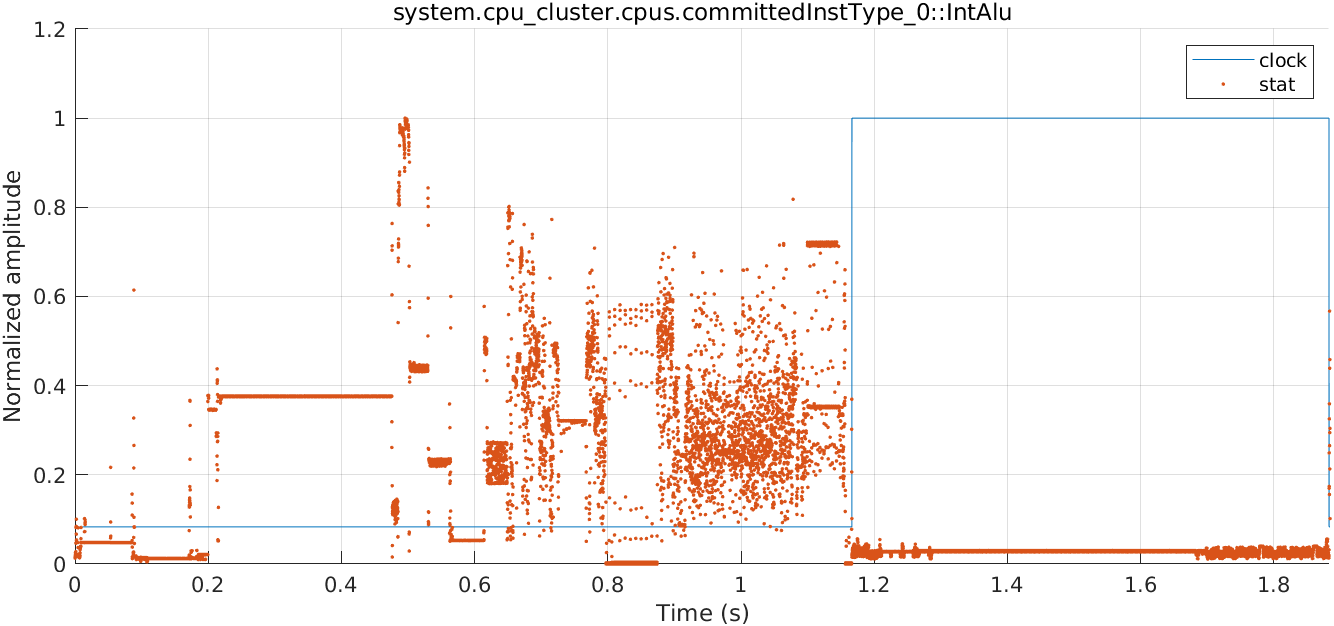 system.cpu_cluster.cpus.committedInstType_0::IntAlu
1.2
1
0.8
0.6
0.4
0.2
0
Normalized amplitude
clock
stat
0 0.2 0.4 0.6 0.8 1 1.2 1.4 1.6 1.8
Time (s)